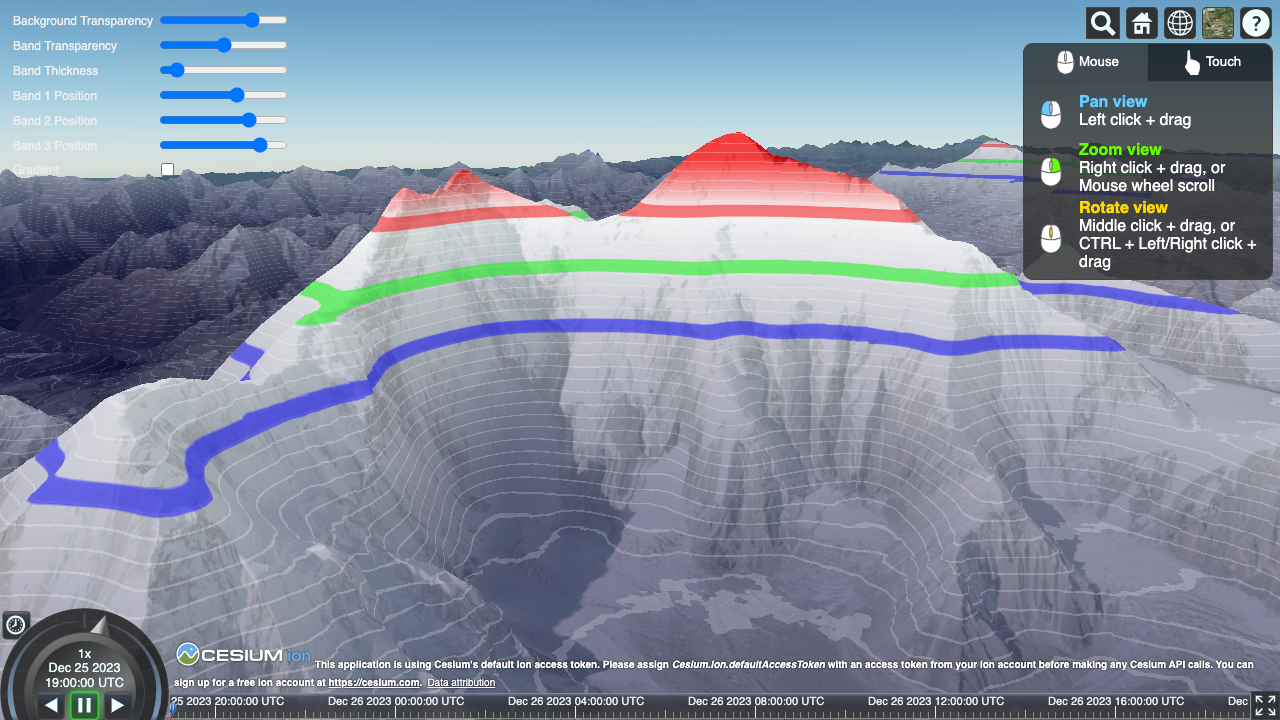 Background Transparency
Band Transparency
Band Thickness
Band 1 Position
Band 2 Position
Band 3 Position
Gradient
?
Mouse
Touch
Pan view
Left click + drag
Zoom view
Right click + drag, or
Mouse wheel scroll
Rotate view
Middle click + drag, or
CTRL + Left/Right click +
drag
1x
Dec 25 2023
19:00:00 UTC
CESIUM ion
This application is using Cesium's default ion access token. Please assign Cesium.Ion.defaultAccessToken with an access token from your ion account before making any Cesium API calls. You can
sign up for a free ion account at https://cesium.com. Data attribution
25 2023 20:00:00 UTC
Dec 26 2023 00:00:00 UTC
Dec 26 2023 04:00:00 UTC
Dec 26 2023 08:00:00 UTC
Dec 26 2023 12:00:00 UTC
Dec 26 2023 16:00:00 UTC
Dec